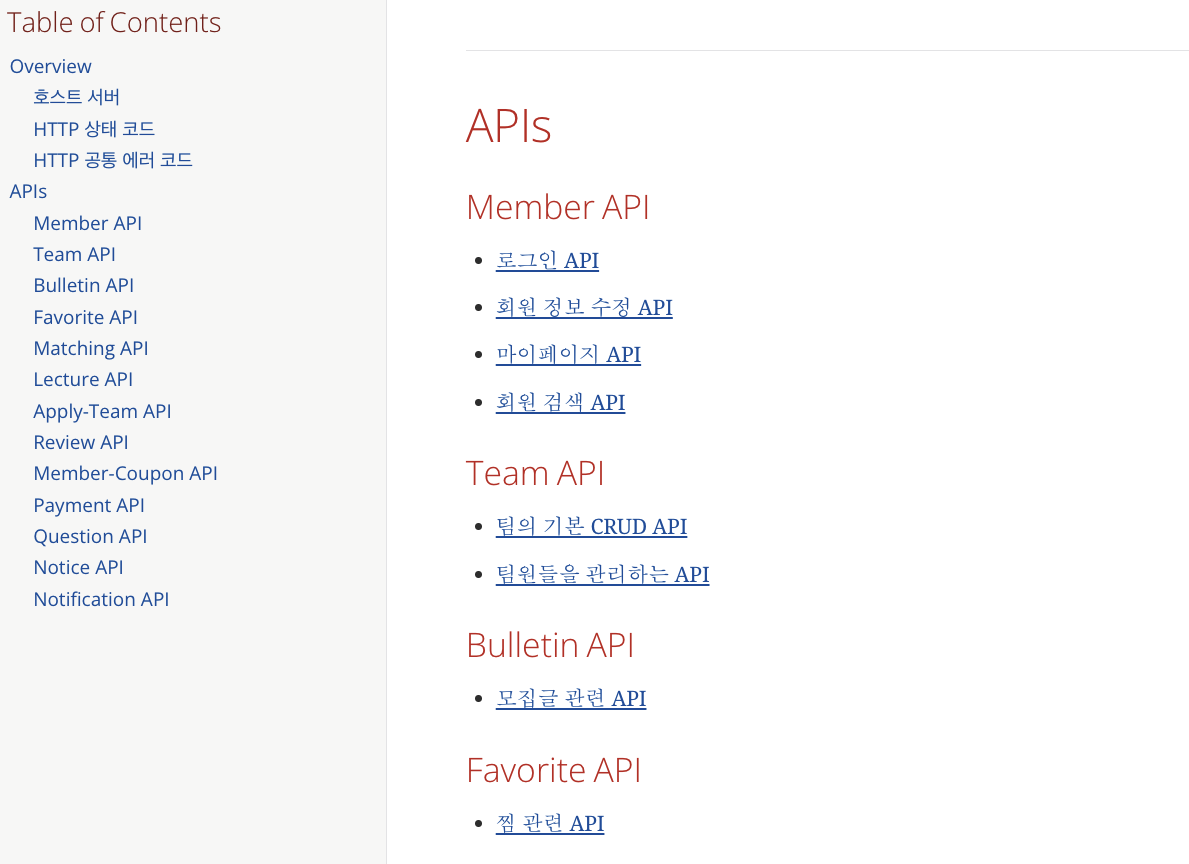 Table of Contents
Overview
호스트 서버
HTTP 상태 코드
HTTP 공통 에러 코드
APIs
Member API
Team API
Bulletin API
Favorite API
Matching API
Lecture API
Apply-Team API
Review API
Member-Coupon API
Payment API
Question API
Notice API
Notification API
APIs
Member API
로그인 API
회원 정보 수정 API
마이페이지 API
회원 검색 API
Team API
팀의 기본 CRUD API
팀원들을 관리하는 API
Bulletin API
모집글 관련 API
Favorite API
찜 관련 API